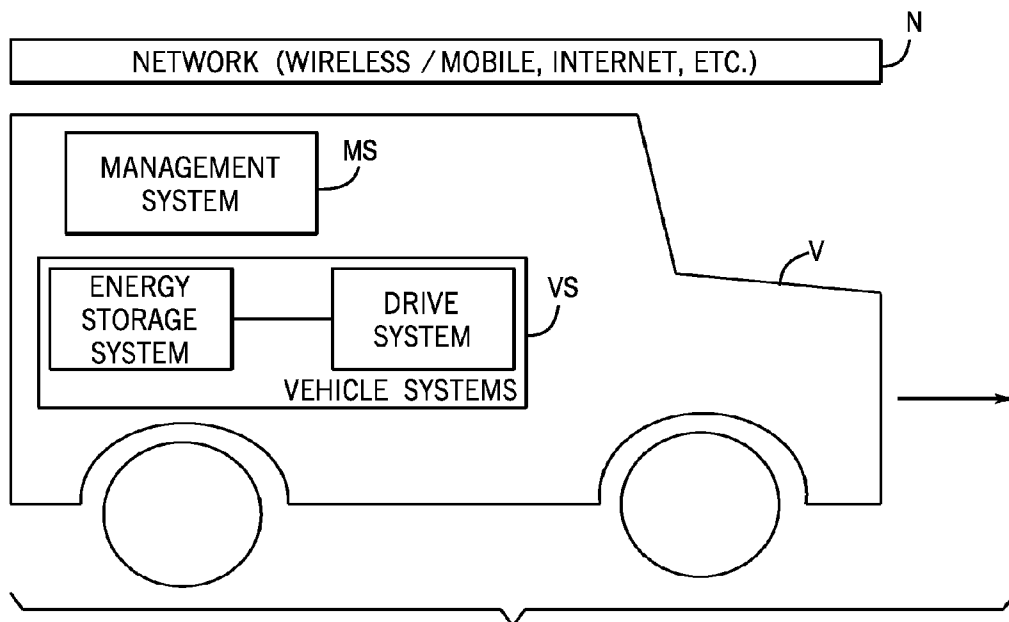 N
NETWORK (WIRELESS / MOBILE, INTERNET, ETC.)
MANAGEMENT
SYSTEM
MS
ENERGY
STORAGE
SYSTEM
DRIVE
SYSTEM
VS
V
VEHICLE SYSTEMS